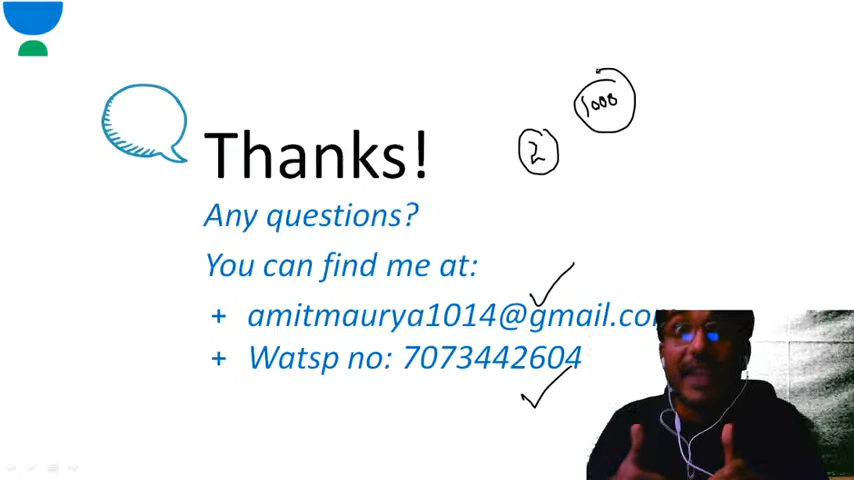 1000
2
Thanks!
Any questions?
You can find me at:
+ amitmaurya1014@gmail.com
+ Watsp no: 7073442604